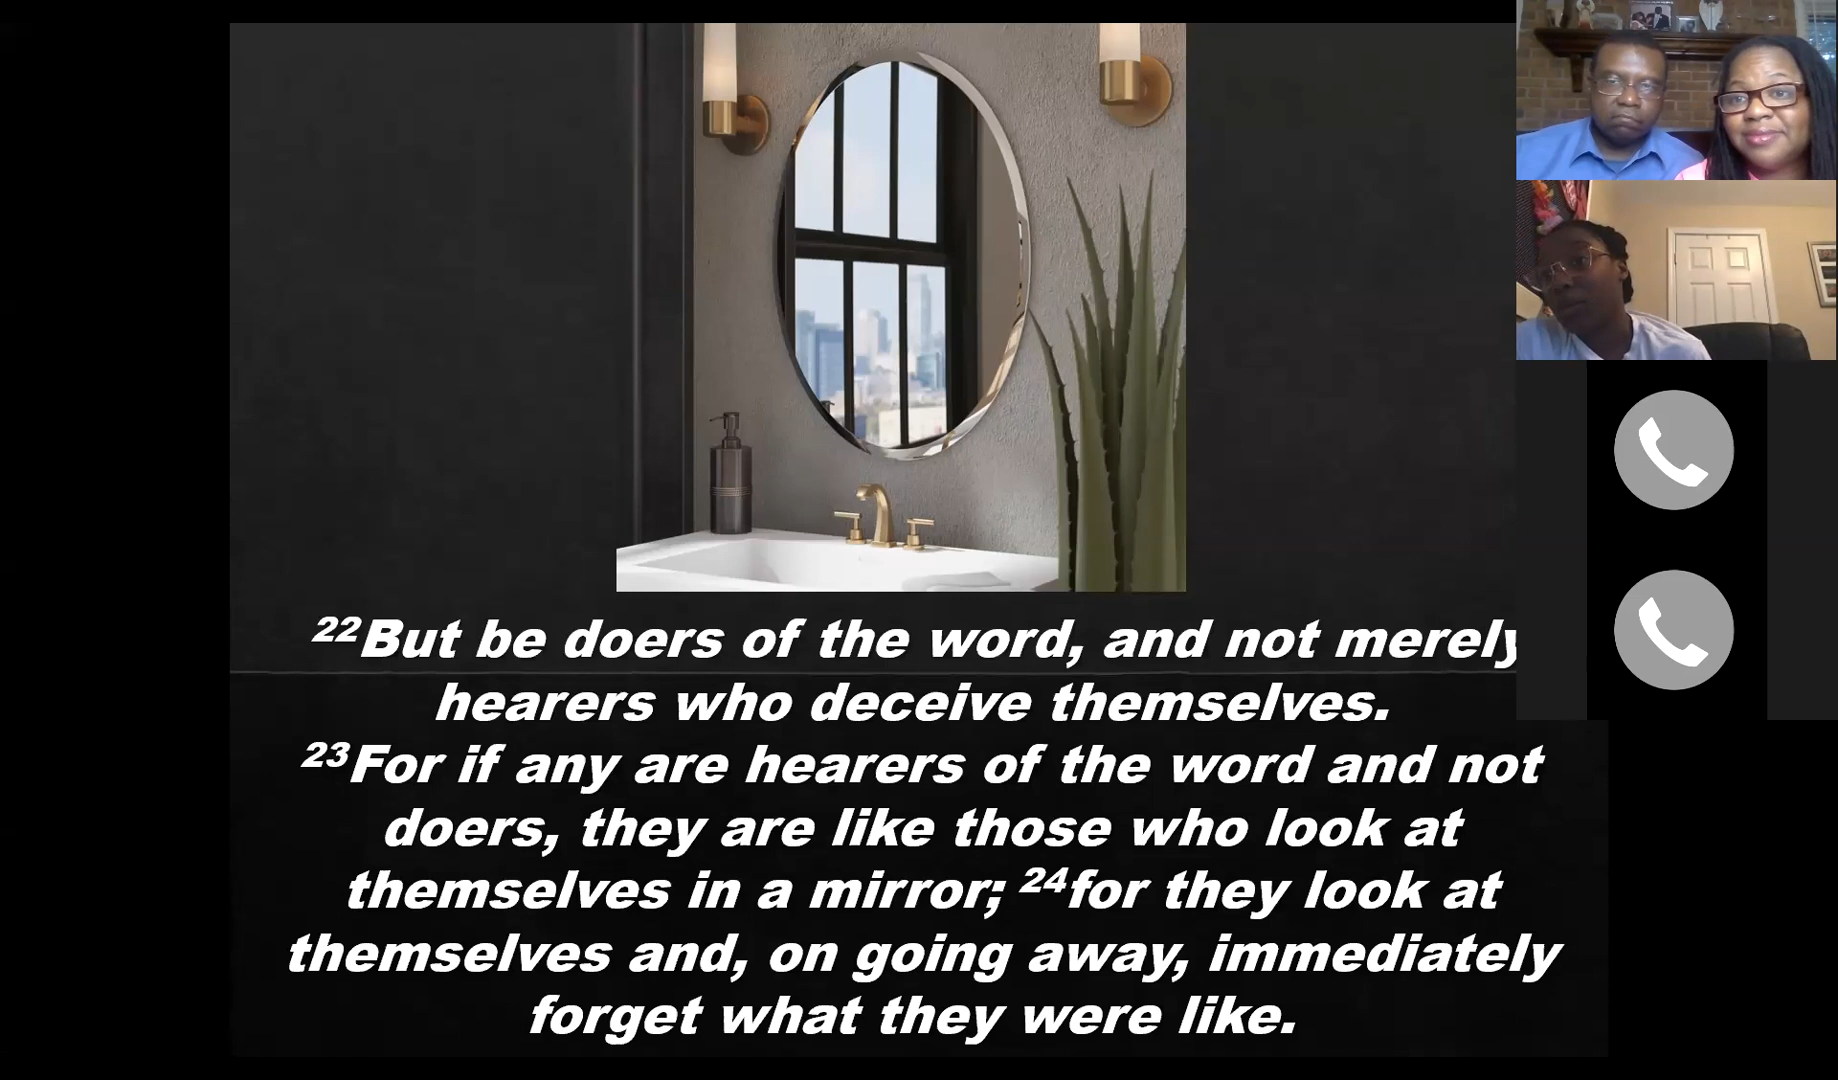 ²²But be doers of the word, and not merely
hearers who deceive themselves.
²³For if any are hearers of the word and not
doers, they are like those who look at
themselves in a mirror; ²⁴for they look at
themselves and, on going away, immediately
forget what they were like.